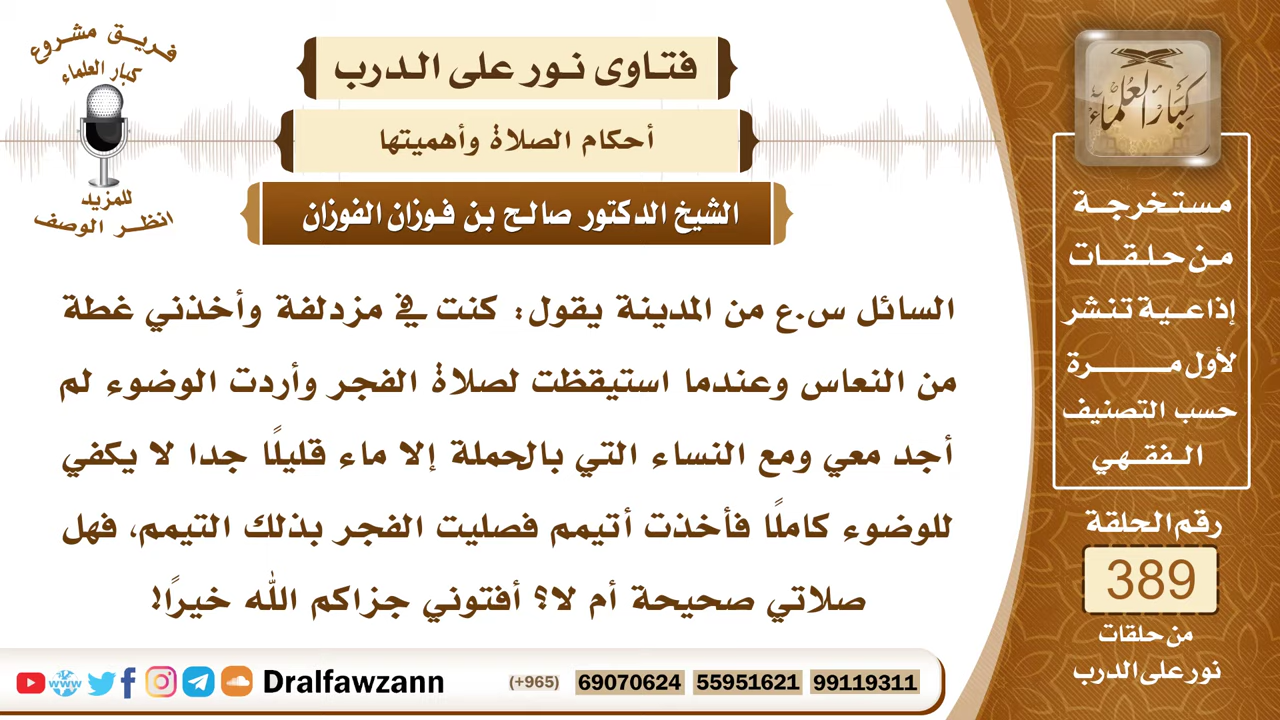 فريق مشروع
كبار العلماء
للمزيد
انظر الوصف
فتاوى نور على الدرب
أحكام الصلاة وأهميتها
الشيخ الدكتور صالح بن فوزان الفوزان
السائل س.ع من المدينة يقول: كنت في مزدلفة وأخذني غطة
من النعاس وعندما استيقظت لصلاة الفجر وأردت الوضوء لم
أجد معي ومع النساء التي بالحملة إلا ماء قليلًا جدا لا يكفي
للوضوء كاملًا فأخذت أتيمم فصليت الفجر بذلك التيمم، فهل
صلاتي صحيحة أم لا؟ أفتوني جزاكم الله خيرًا!
كبار العلماء
مستخرجة
من حلقات
إذاعية تنشر
لأول مرة
حسب التصنيف
الفقهي
رقم الحلقة
389
من حلقات
نور على الدرب
www Dralfawzann (+965) 69070624 55951621 99119311